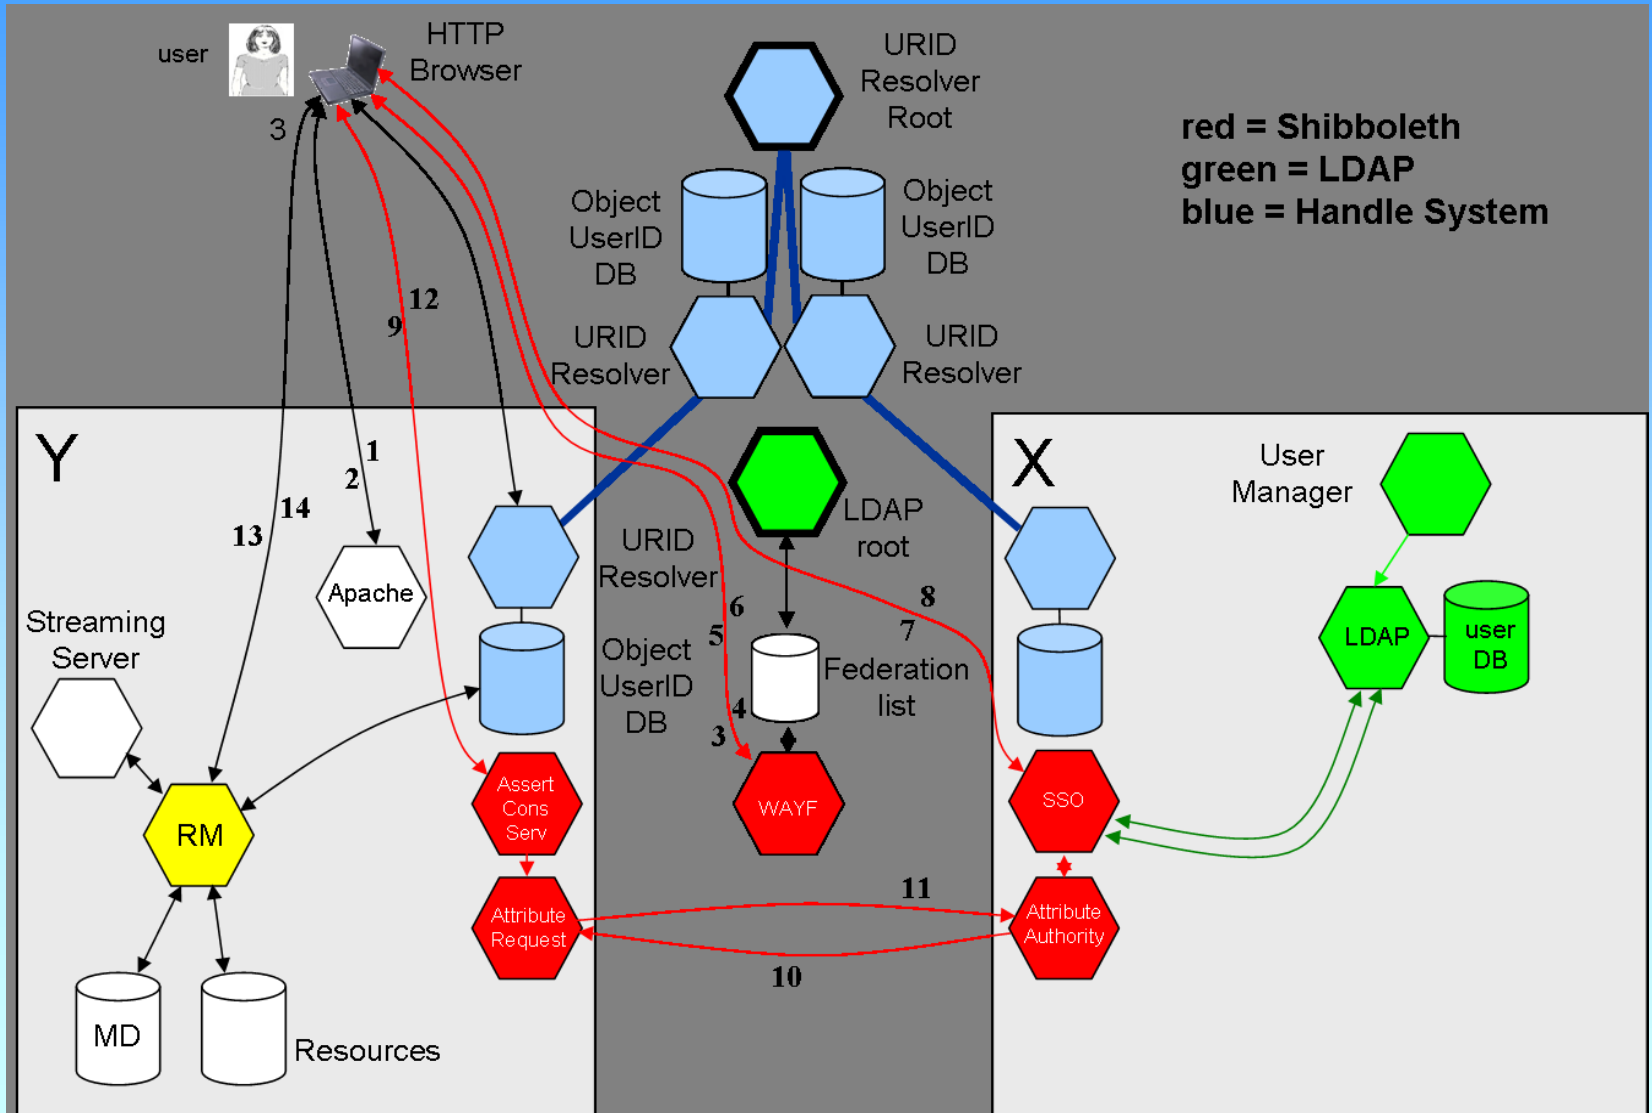 user
HTTP
Browser
3
URID
Resolver
Root
red = Shibboleth
green = LDAP
blue = Handle System
Object
UserID
DB
Object
UserID
DB
URID
Resolver
URID
Resolver
12
9
Y
1
2
14
13
Apache
Streaming
Server
RM
MD
Resources
URID
Resolver
Object
UserID
DB
Assert
Cons
Serv
Attribute
Request
LDAP
root
6
5
4
3
Federation
list
WAYF
8
7
11
10
X
User
Manager
LDAP
user
DB
SSO
Attribute
Authority